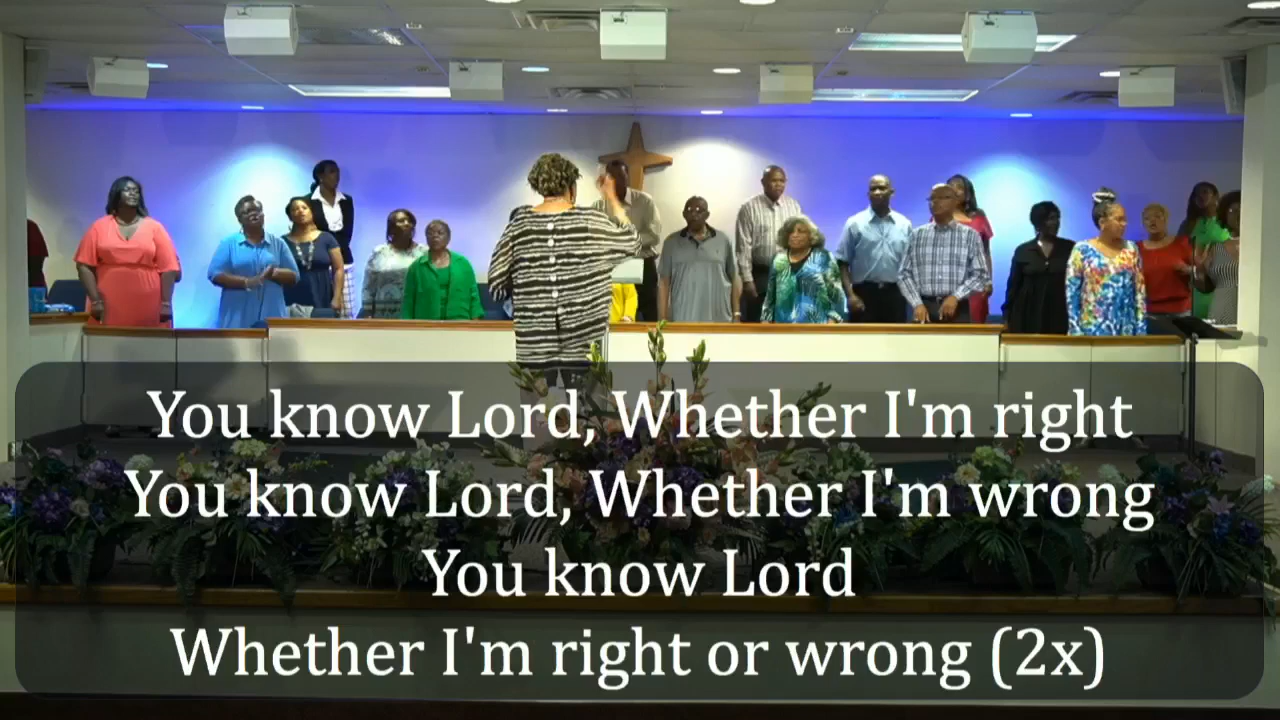 You know Lord, Whether I'm right
You know Lord, Whether I'm wrong
You know Lord
Whether I'm right or wrong (2x)